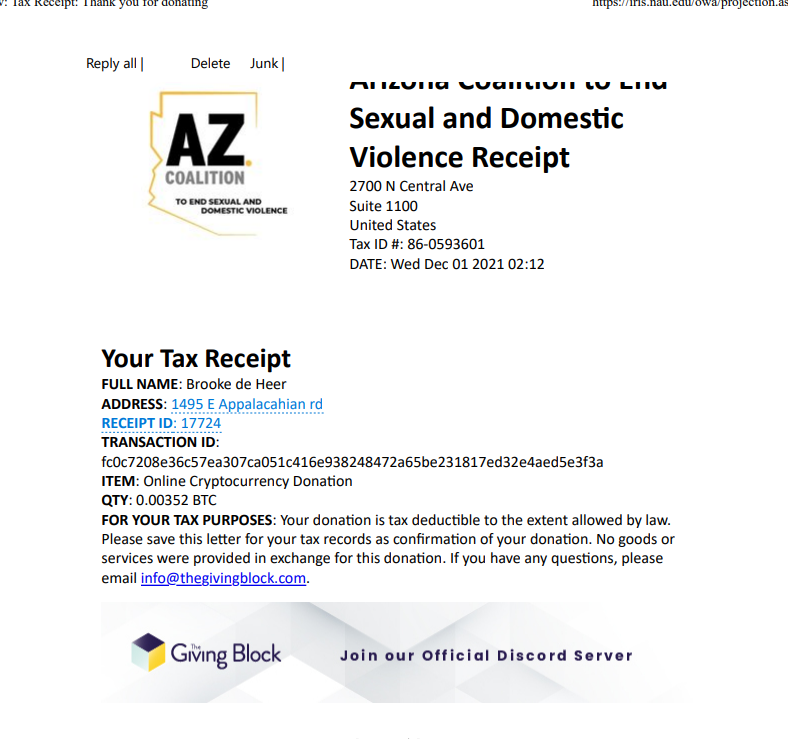 v: Tax Receipt: Thank you for donating
https://iris.nau.edu/owa/projection.as
Reply all |
Delete
Junk |
AZ.
COALITION
TO END SEXUAL AND
DOMESTIC VIOLENCE
Arizona Coalition to End
Sexual and Domestic
Violence Receipt
2700 N Central Ave
Suite 1100
United States
Tax ID #: 86-0593601
DATE: Wed Dec 01 2021 02:12
Your Tax Receipt
FULL NAME: Brooke de Heer
ADDRESS: 1495 E Appalacahian rd
RECEIPT ID: 17724
TRANSACTION ID:
fc0c7208e36c57ea307ca051c416e938248472a65be231817ed32e4aed5e3f3a
ITEM: Online Cryptocurrency Donation
QTY: 0.00352 BTC
FOR YOUR TAX PURPOSES: Your donation is tax deductible to the extent allowed by law.
Please save this letter for your tax records as confirmation of your donation. No goods or
services were provided in exchange for this donation. If you have any questions, please
email info@thegivingblock.com.
The Giving Block
Join our Official Discord Server